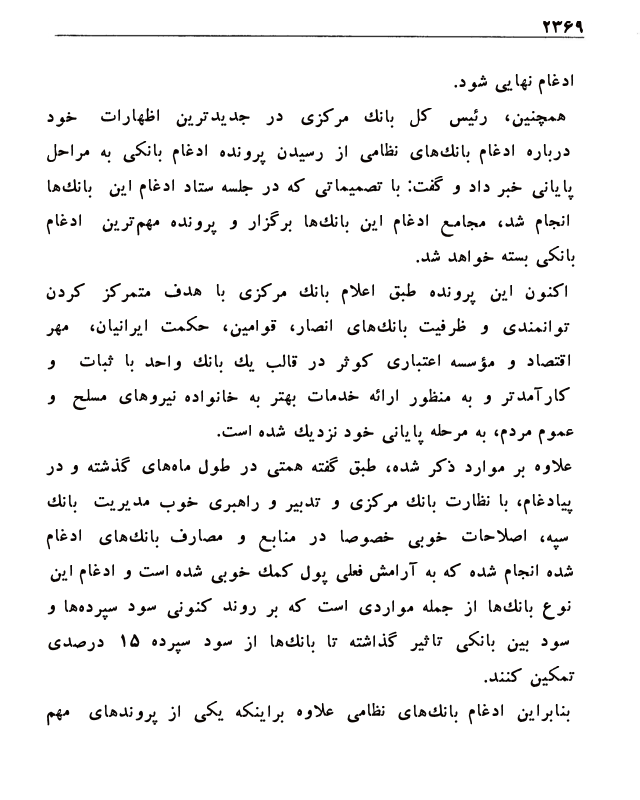 ۲۳۶۹
ادغام نهایی شود.
همچنین، رئیس کل بانك مرکزی در جدیدترین اظهارات خود
درباره ادغام بانك‌های نظامی از رسیدن پرونده ادغام بانکی به مراحل
پایانی خبر داد و گفت: با تصمیماتی که در جلسه ستاد ادغام این بانك‌ها
انجام شد، مجامع ادغام این بانك‌ها برگزار و پرونده مهم‌ترین ادغام
بانکی بسته خواهد شد.
اکنون این پرونده طبق اعلام بانك مرکزی با هدف متمرکز کردن
توانمندی و ظرفیت بانك‌های انصار، قوامین، حکمت ایرانیان، مهر
اقتصاد و مؤسسه اعتباری کوثر در قالب یك بانك واحد با ثبات و
کارآمدتر و به منظور ارائه خدمات بهتر به خانواده نیروهای مسلح و
عموم مردم، به مرحله پایانی خود نزدیك شده است.
علاوه بر موارد ذکر شده، طبق گفته همتی در طول ماه‌های گذشته و در
پیادغام، با نظارت بانك مرکزی و تدبیر و راهبری خوب مدیریت بانك
سپه، اصلاحات خوبی خصوصا در منابع و مصارف بانك‌های ادغام
شده انجام شده که به آرامش فعلی پول کمك خوبی شده است و ادغام این
نوع بانك‌ها از جمله مواردی است که بر روند کنونی سود سپرده‌ها و
سود بین بانکی تاثیر گذاشته تا بانك‌ها از سود سپرده ۱۵ درصدی
تمکین کنند.
بنابراین ادغام بانك‌های نظامی علاوه براینکه یکی از پروندهای مهم